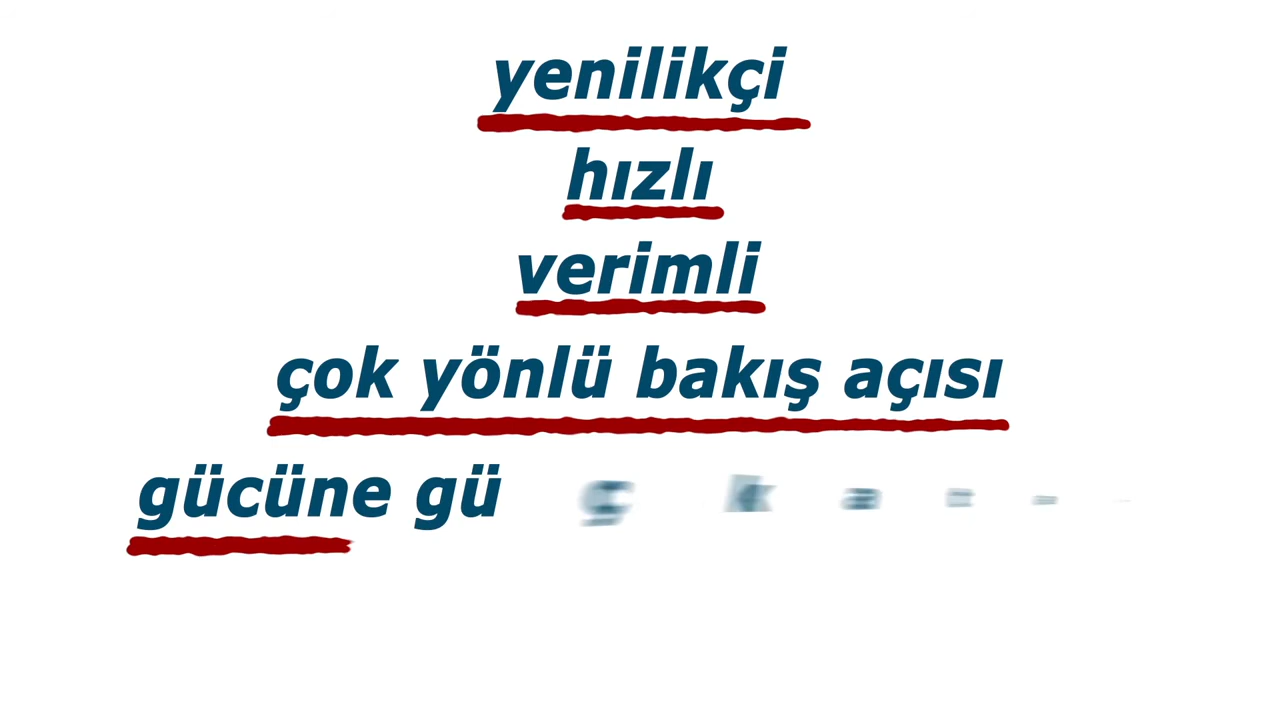 yenilikçi
hızlı
verimli
çok yönlü bakış açısı
gücüne gü